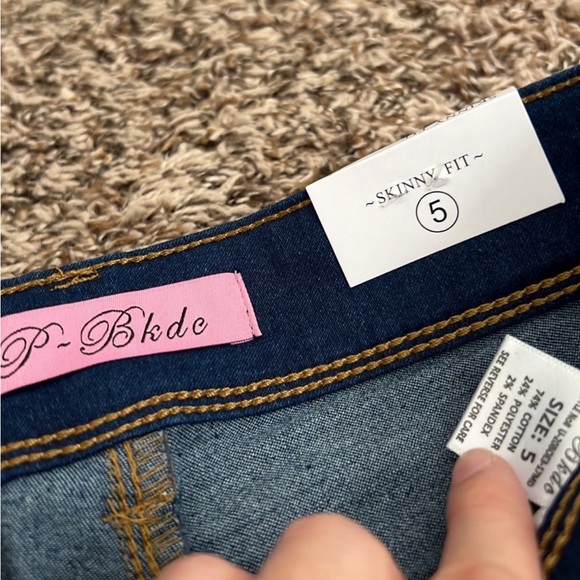 ~SKINNY FIT~
5
P~Bkdc
SIZE: 5
74% COTTON
24% POLYESTER
2% SPANDEX
SEE REVERSE FOR CARE